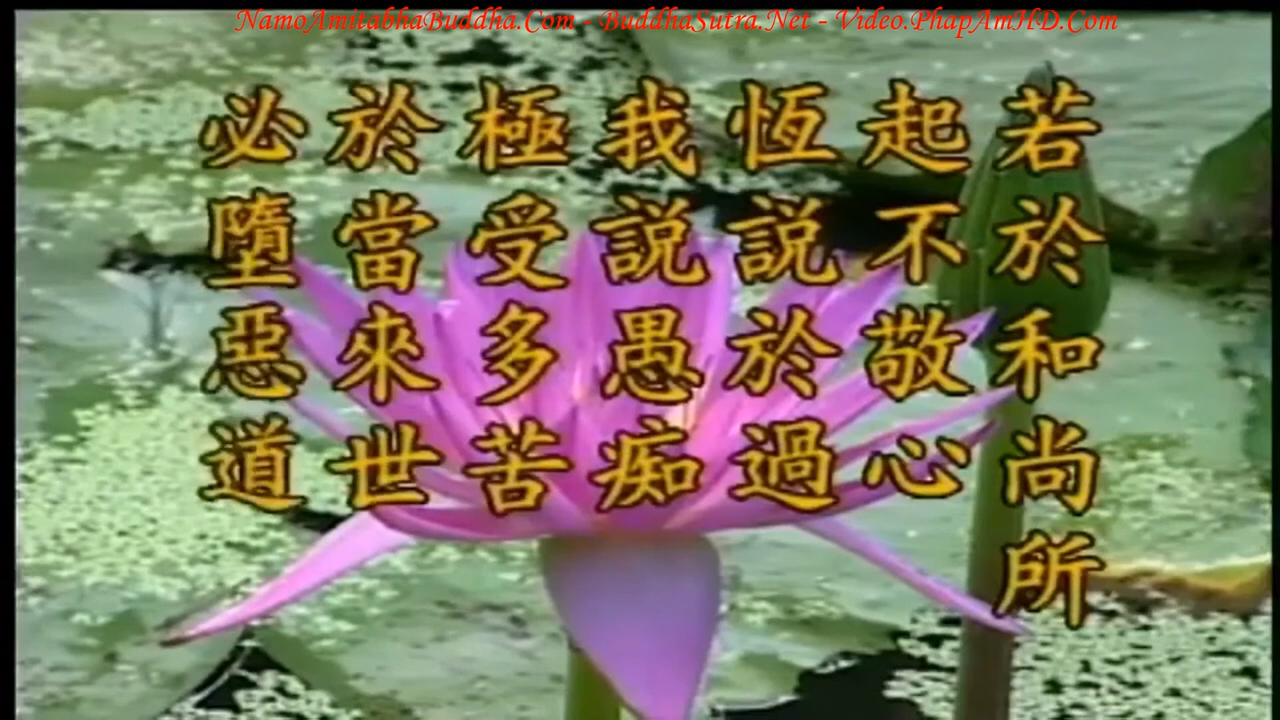 NamoAmitabhaBuddha.Com - BuddhaSutra.Net - Video.PhapAmHD.Com
若於和尚所
起不敬心
恆說於過
我說愚痴
極受多苦
於當來世
必墮惡道